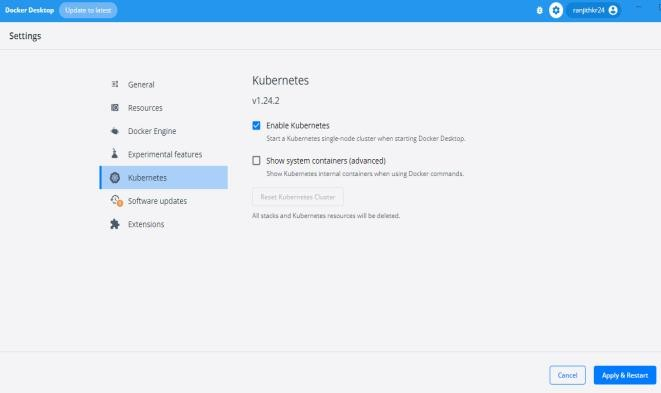 Docker Desktop Update to latest ranjithkr24
Settings
General
Resources
Docker Engine
Experimental features
Kubernetes
Software updates
Extensions
Kubernetes
v1.24.2
Enable Kubernetes
Start a Kubernetes single-node cluster when starting Docker Desktop.
Show system containers (advanced)
Show Kubernetes internal containers when using Docker commands.
Reset Kubernetes Cluster
All stacks and Kubernetes resources will be deleted.
Cancel Apply & Restart